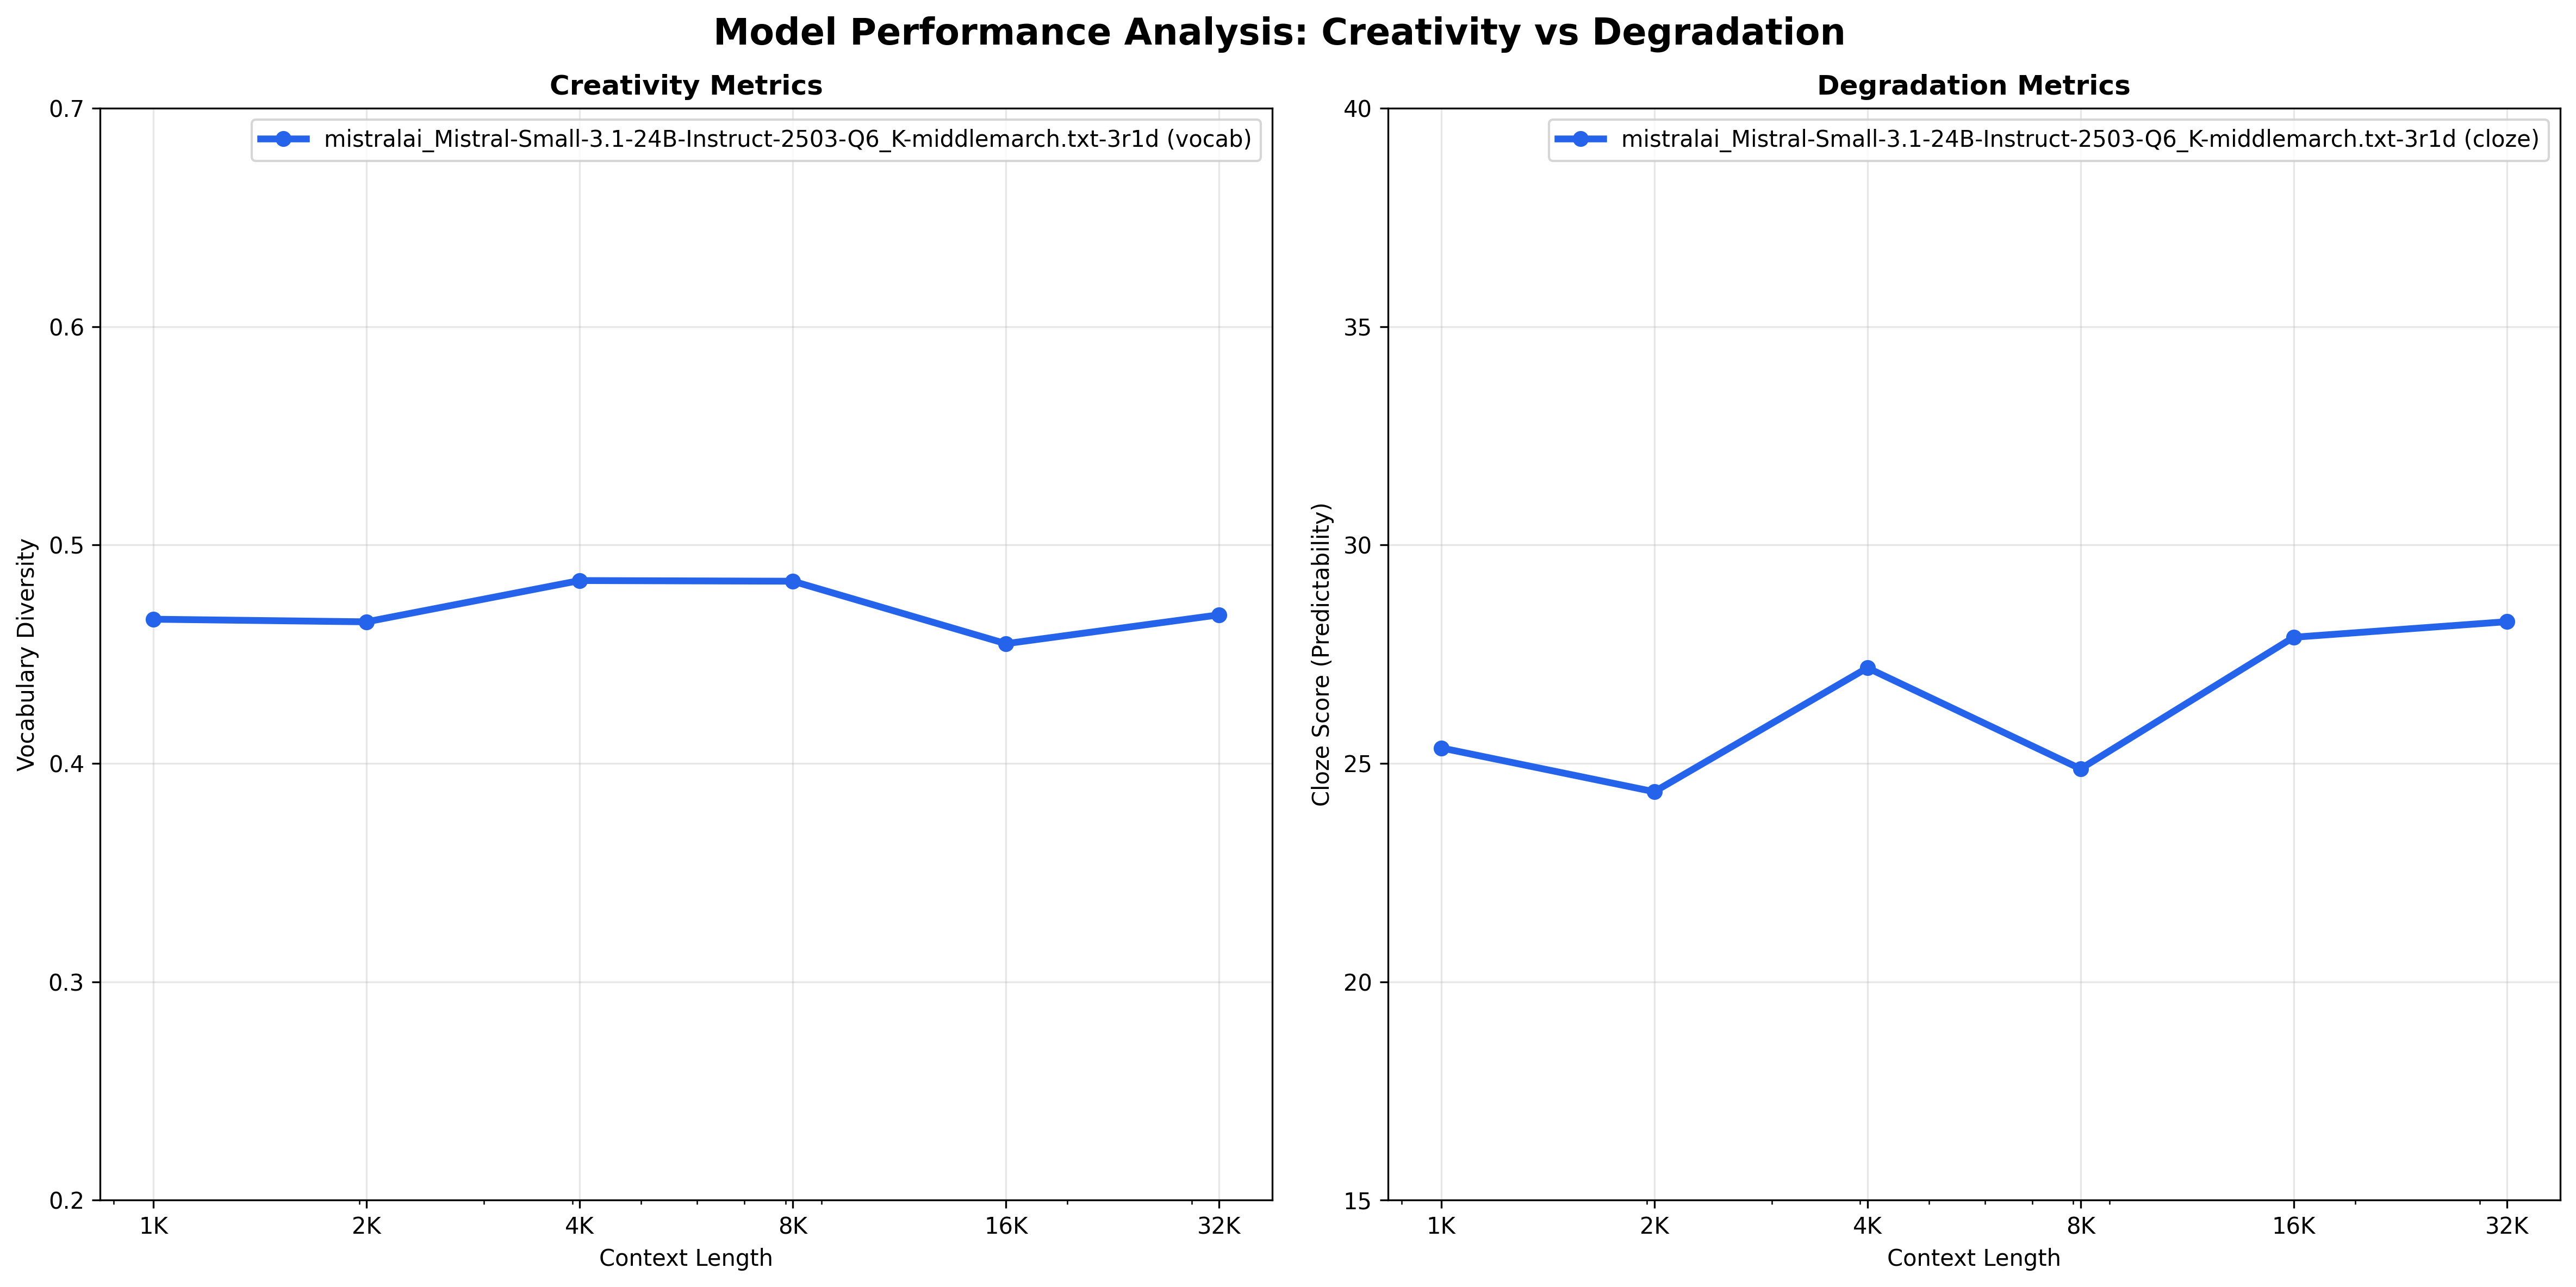 Model Performance Analysis: Creativity vs Degradation
Creativity Metrics
mistralai_Mistral-Small-3.1-24B-Instruct-2503-Q6_K-middlemarch.txt-3r1d (vocab)
Vocabulary Diversity
0.7
0.6
0.5
0.4
0.3
0.2
1K 2K 4K 8K 16K 32K
Context Length
Degradation Metrics
mistralai_Mistral-Small-3.1-24B-Instruct-2503-Q6_K-middlemarch.txt-3r1d (cloze)
Cloze Score (Predictability)
40
35
30
25
20
15
1K 2K 4K 8K 16K 32K
Context Length